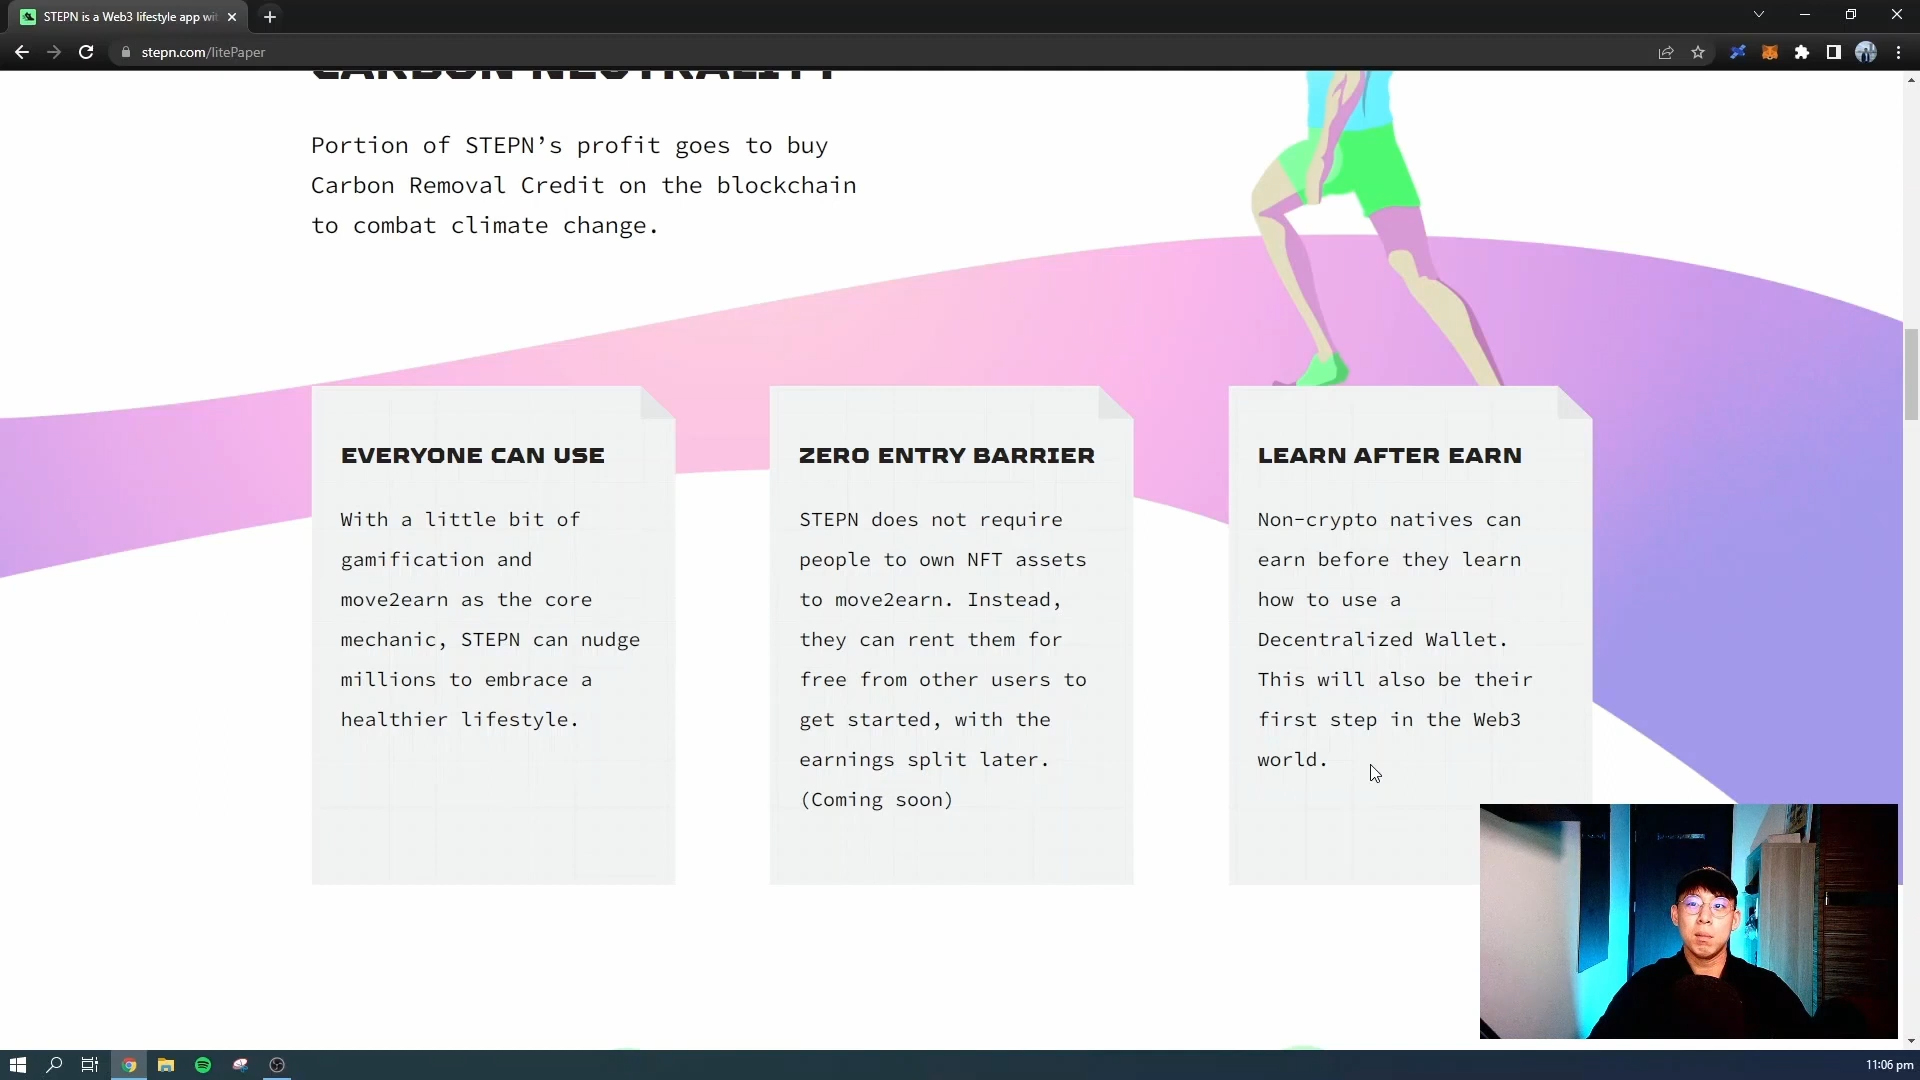 STEPN is a Web3 lifestyle app wit
stepn.com/litePaper
CARBON NEUTRALITY
Portion of STEPN’s profit goes to buy
Carbon Removal Credit on the blockchain
to combat climate change.
EVERYONE CAN USE
With a little bit of
gamification and
move2earn as the core
mechanic, STEPN can nudge
millions to embrace a
healthier lifestyle.
ZERO ENTRY BARRIER
STEPN does not require
people to own NFT assets
to move2earn. Instead,
they can rent them for
free from other users to
get started, with the
earnings split later.
(Coming soon)
LEARN AFTER EARN
Non-crypto natives can
earn before they learn
how to use a
Decentralized Wallet.
This will also be their
first step in the Web3
world.
11:06 pm